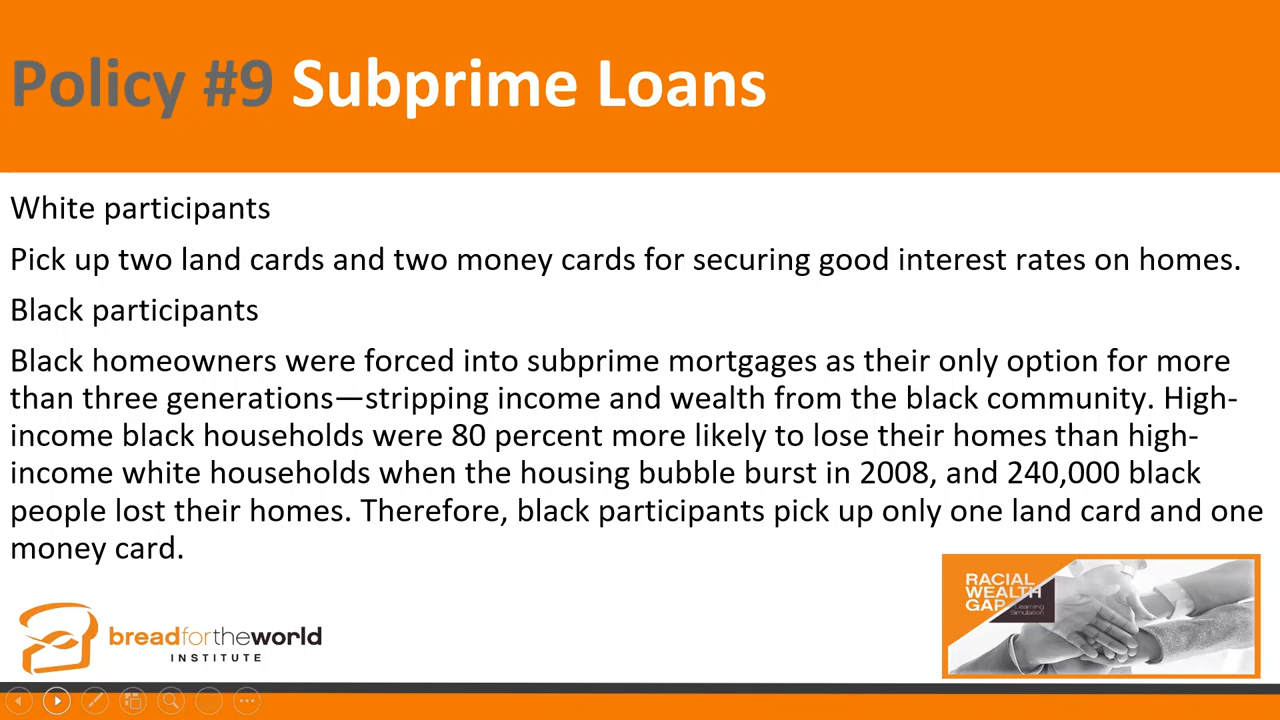 Policy #9 Subprime Loans
White participants
Pick up two land cards and two money cards for securing good interest rates on homes.
Black participants
Black homeowners were forced into subprime mortgages as their only option for more
than three generations—stripping income and wealth from the black community. High-
income black households were 80 percent more likely to lose their homes than high-
income white households when the housing bubble burst in 2008, and 240,000 black
people lost their homes. Therefore, black participants pick up only one land card and one
money card.
RACIAL
WEALTH
GAP Learning
Simulation
breadfortheworld
INSTITUTE